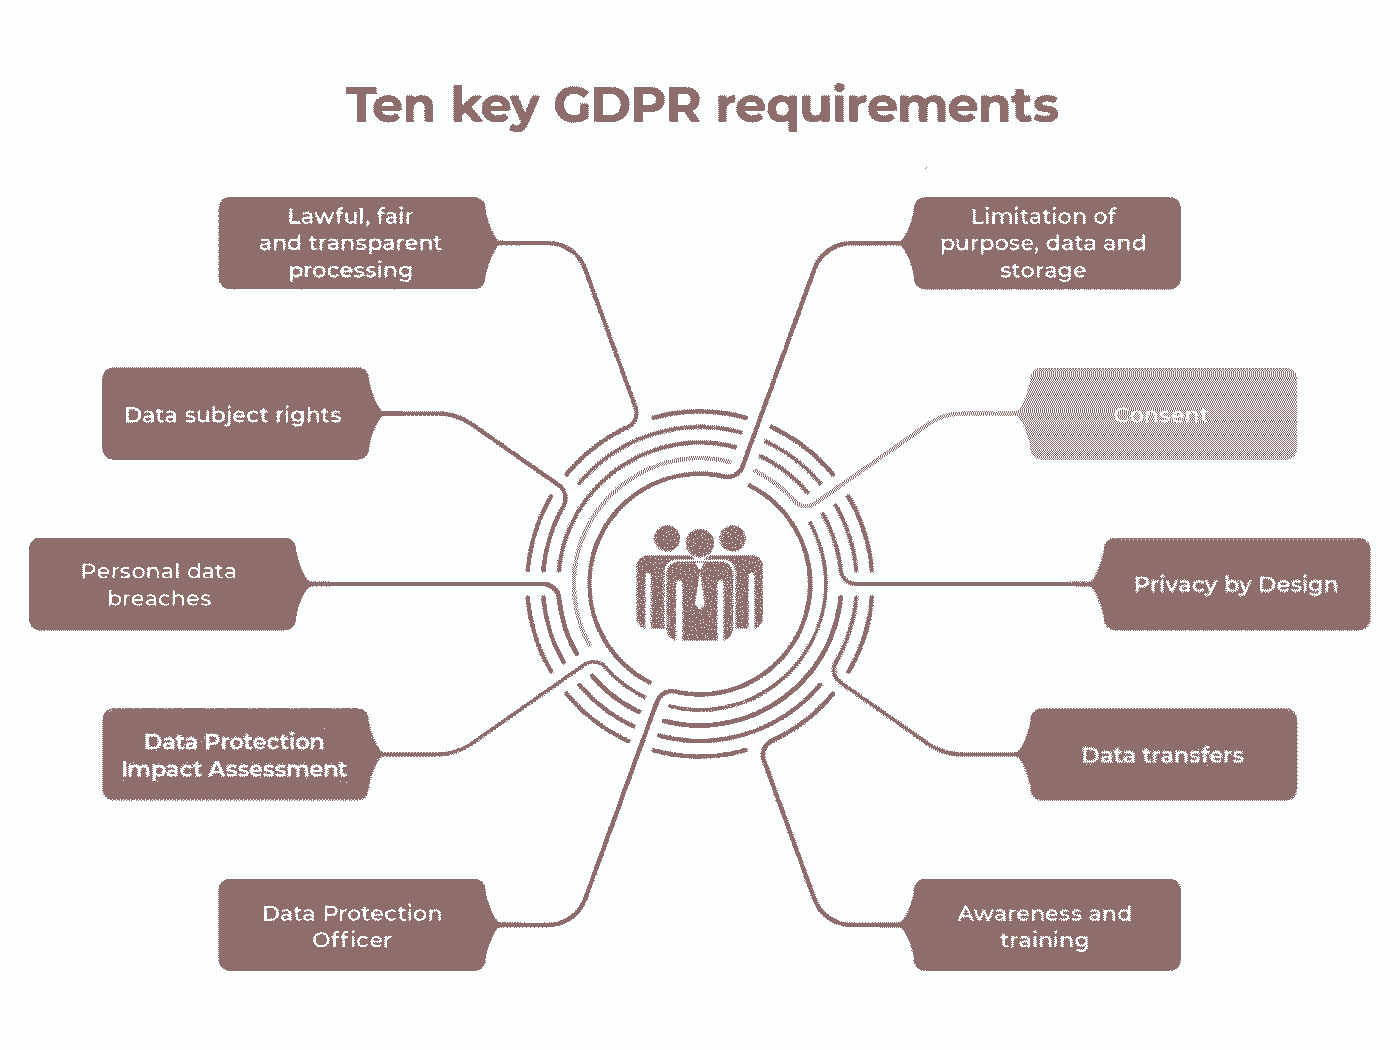 Ten key GDPR requirements
Lawful, fair
and transparent
processing
Limitation of
purpose, data and
storage
Data subject rights
Consent
Personal data
breaches
Privacy by Design
Data Protection
Impact Assessment
Data transfers
Data Protection
Officer
Awareness and
training